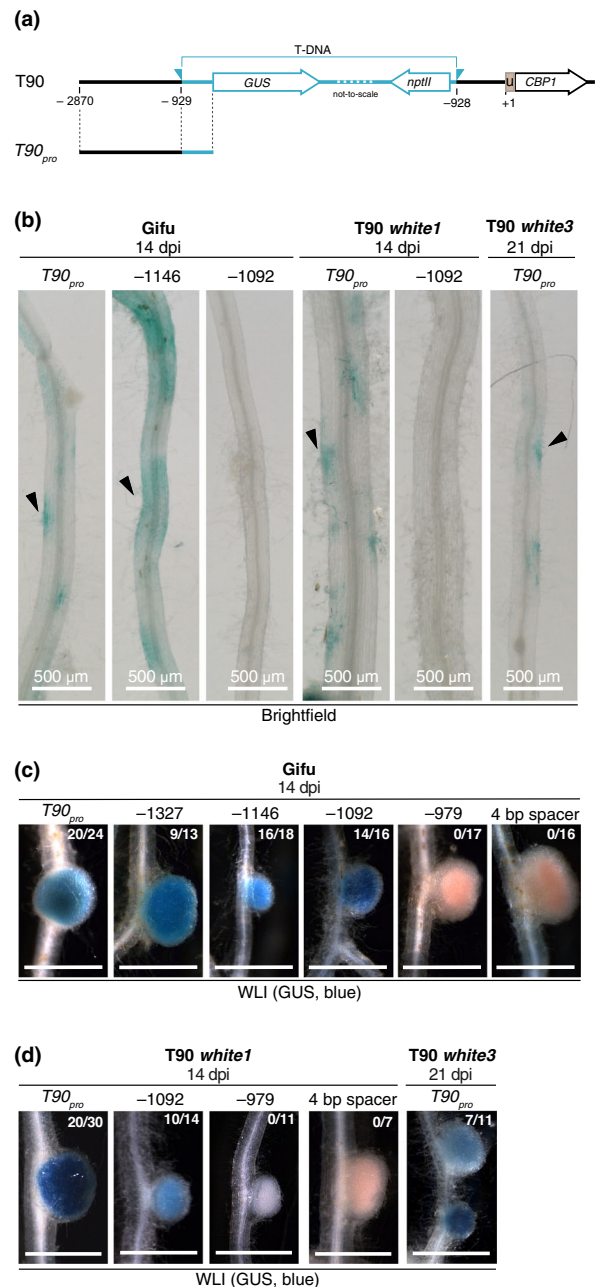 (a)
T-DNA
T90
GUS
not-to-scale
nptII
u
CBP1
– 2870
– 929
–928
+1
T90pro
(b)
Gifu
T90 white1
T90 white3
14 dpi
14 dpi
21 dpi
T90pro
–1146
–1092
T90pro
–1092
T90pro
500 µm
500 µm
500 µm
500 µm
500 µm
500 µm
Brightfield
(c)
Gifu
14 dpi
T90pro
–1327
–1146
–1092
–979
4 bp spacer
20/24
9/13
16/18
14/16
0/17
0/16
WLI (GUS, blue)
(d)
T90 white1
T90 white3
14 dpi
21 dpi
T90pro
–1092
–979
4 bp spacer
T90pro
20/30
10/14
0/11
0/7
7/11
WLI (GUS, blue)